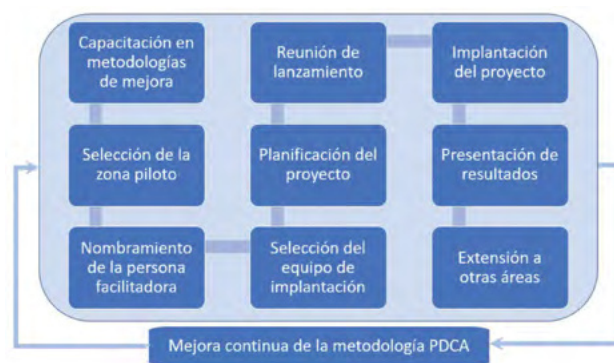 Capacitación en
metodologías
de mejora
Selección de la
zona piloto
Nombramiento
de la persona
facilitadora
Selección del
equipo de
implantación
Planificación del
proyecto
Reunión de
lanzamiento
Implantación
del proyecto
Presentación de
resultados
Extensión a
otras áreas
Mejora continua de la metodología PDCA